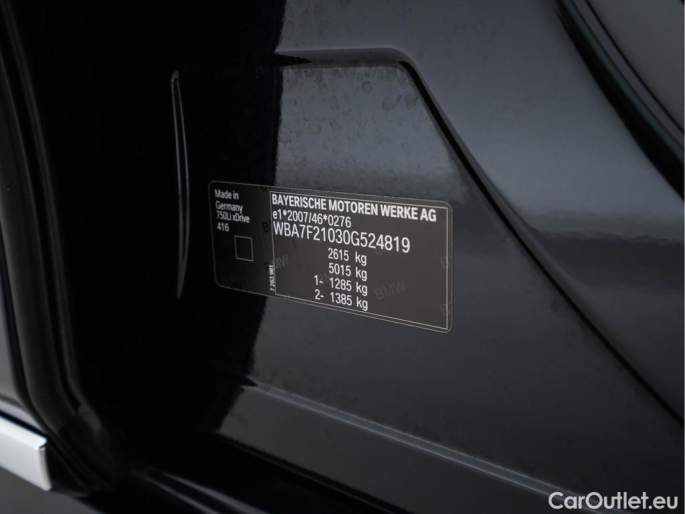 Made in
Germany
750Li xDrive
416
BAYERISCHE MOTOREN WERKE AG
e1*2007/46*0276
WBA7F21030G524819
2615 kg
5015 kg
1- 1285 kg
2- 1385 kg
BMW
CarOutlet.eu